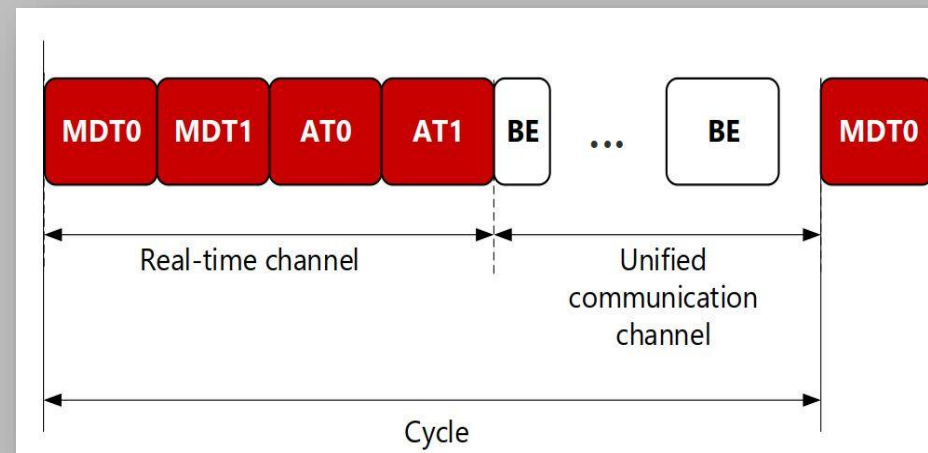 MDT0 MDT1 AT0 AT1 BE ... BE MDT0
Real-time channel
Unified
communication
channel
Cycle